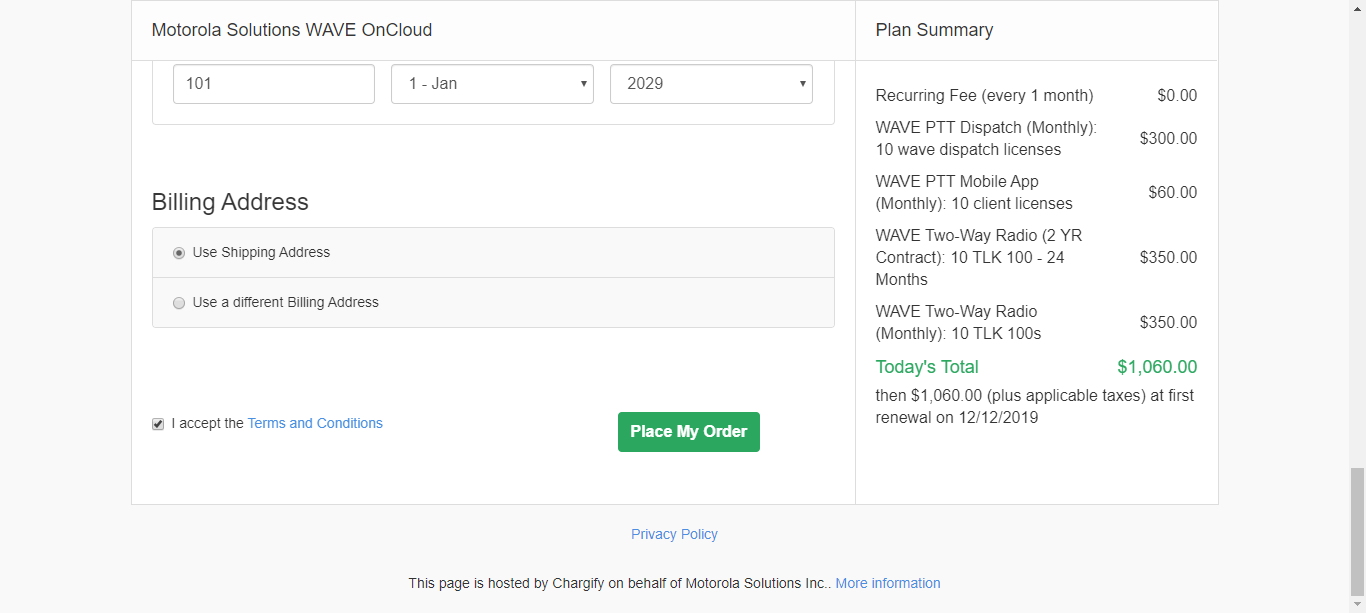 Motorola Solutions WAVE OnCloud
101
1 - Jan
2029
Billing Address
Use Shipping Address
Use a different Billing Address
I accept the Terms and Conditions
Place My Order
Plan Summary
Recurring Fee (every 1 month) $0.00
WAVE PTT Dispatch (Monthly):
10 wave dispatch licenses
$300.00
WAVE PTT Mobile App
(Monthly): 10 client licenses
$60.00
WAVE Two-Way Radio (2 YR
Contract): 10 TLK 100 - 24
Months
$350.00
WAVE Two-Way Radio
(Monthly): 10 TLK 100s
$350.00
Today's Total $1,060.00
then $1,060.00 (plus applicable taxes) at first
renewal on 12/12/2019
Privacy Policy
This page is hosted by Chargify on behalf of Motorola Solutions Inc.. More information